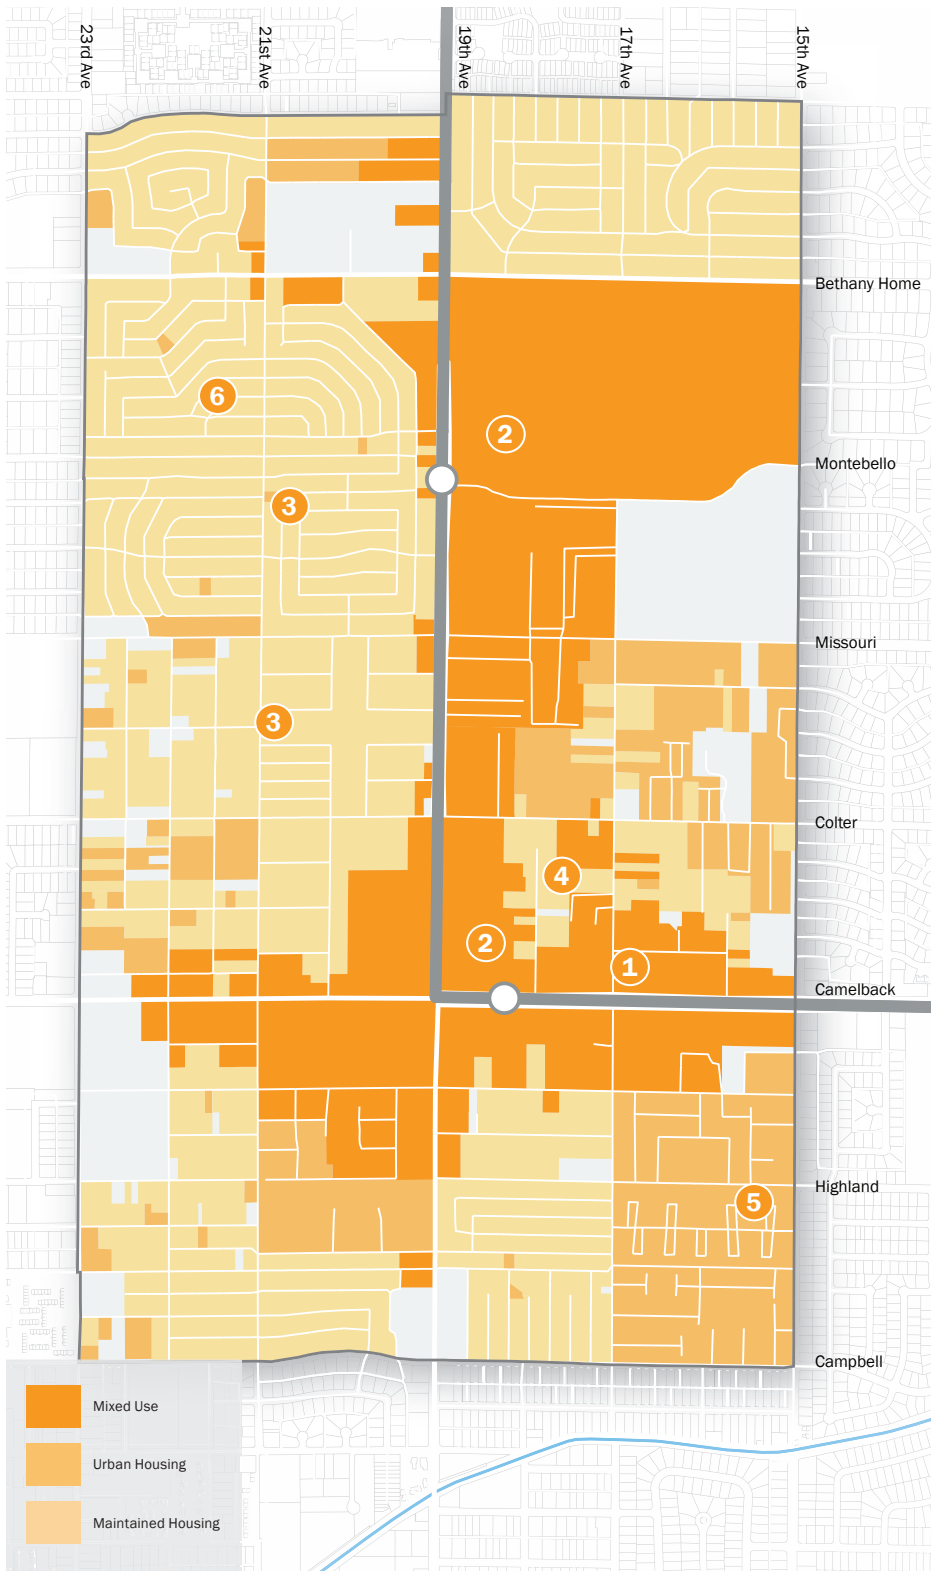 23rd Ave
21st Ave
19th Ave
17th Ave
15th Ave
Bethany Home
6
2
Montebello
3
Missouri
3
Colter
4
2
1
Camelback
Highland
5
Campbell
Mixed Use
Urban Housing
Maintained Housing